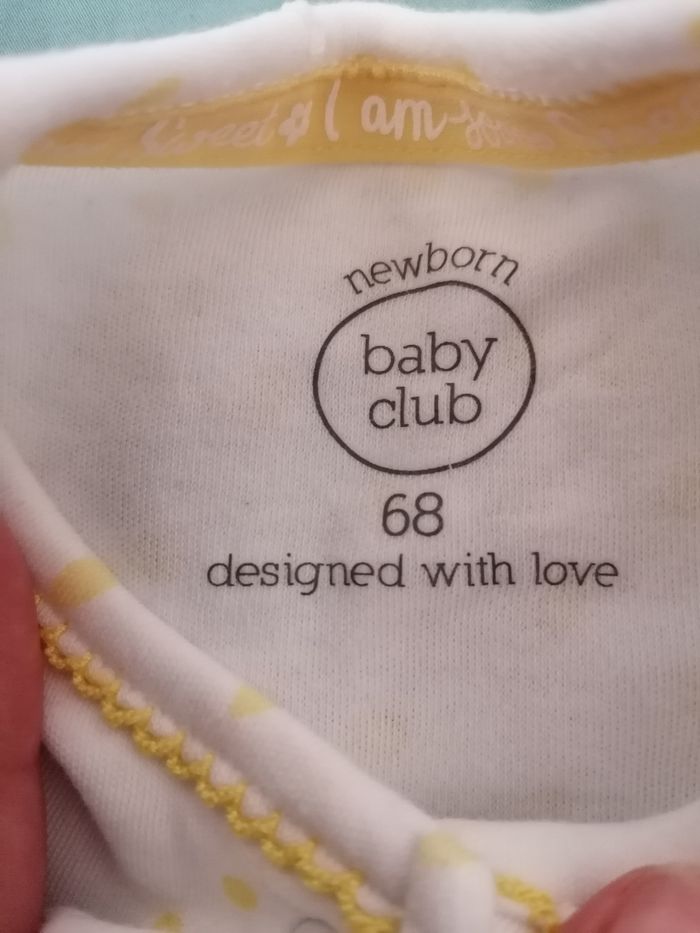 Sweet & I am
newborn
baby
club
68
designed with love